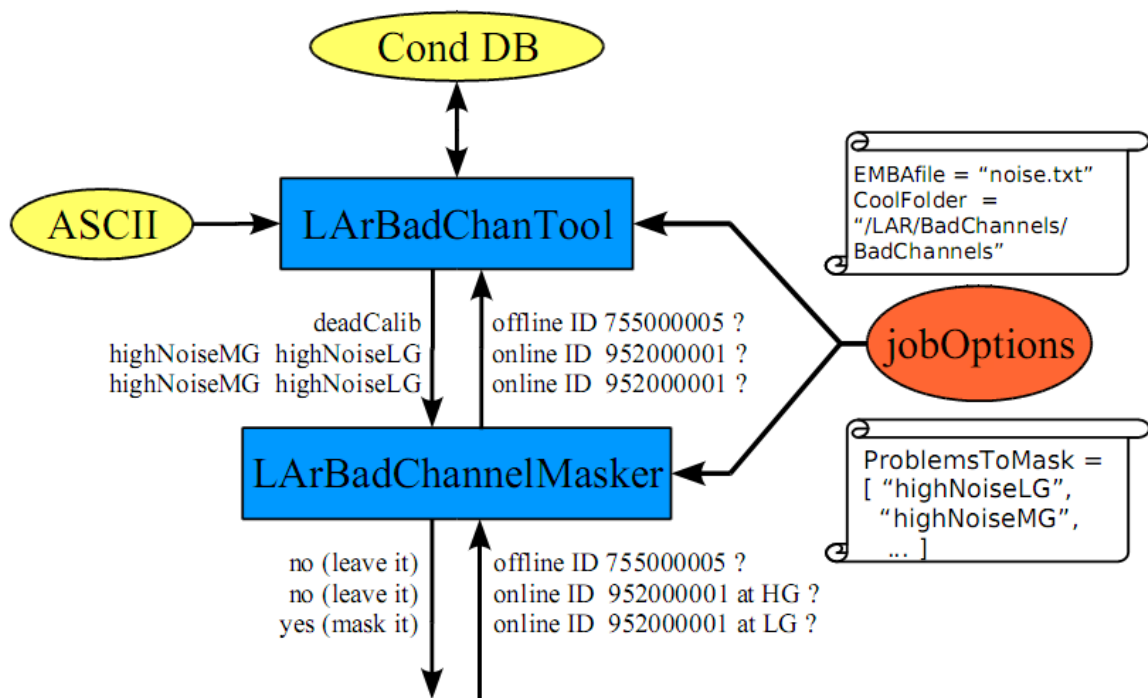 Cond DB
EMBAfile = “noise.txt”
CoolFolder =
“/LAR/BadChannels/
BadChannels”
ASCII
LArBadChanTool
deadCalib
highNoiseMG highNoiseLG
highNoiseMG highNoiseLG
offline ID 755000005 ?
online ID 952000001 ?
online ID 952000001 ?
jobOptions
LArBadChannelMasker
ProblemsToMask =
[ “highNoiseLG”,
“highNoiseMG”,
... ]
no (leave it)
no (leave it)
yes (mask it)
offline ID 755000005 ?
online ID 952000001 at HG ?
online ID 952000001 at LG ?